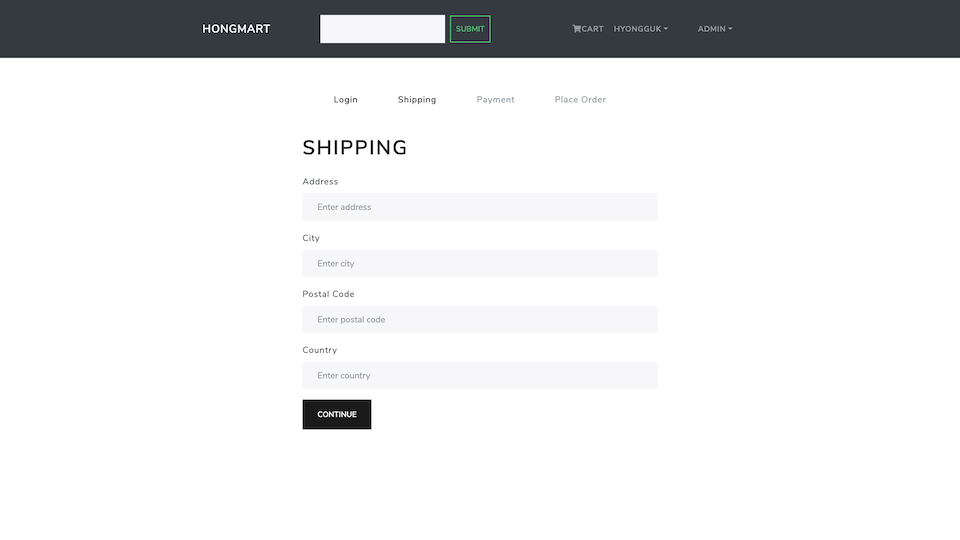 HONGMART SUBMIT CART HYONGGUK ADMIN
Login Shipping Payment Place Order
SHIPPING
Address
Enter address
City
Enter city
Postal Code
Enter postal code
Country
Enter country
CONTINUE